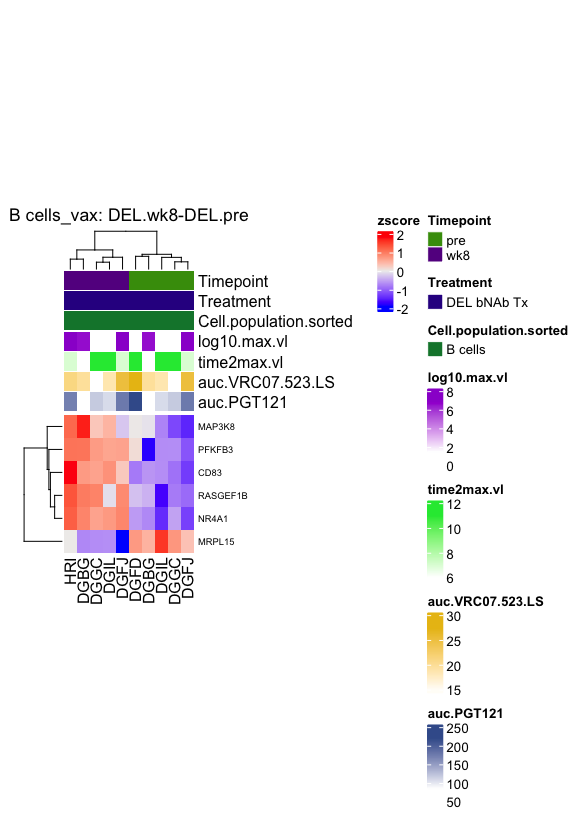 B cells_vax: DEL.wk8-DEL.pre
Timepoint
Treatment
Cell.population.sorted
log10.max.vl
time2max.vl
auc.VRC07.523.LS
auc.PGT121
MAP3K8
PFKFB3
CD83
RASGEF1B
NR4A1
MRPL15
HRI
DGBG
DGGC
DGIL
DGFJ
DGFD
DGBG
DGIL
DGGC
DGFJ
zscore
2
1
0
-1
-2
Timepoint
pre
wk8
Treatment
DEL bNAb Tx
Cell.population.sorted
B cells
log10.max.vl
8
6
4
2
0
time2max.vl
12
10
8
6
auc.VRC07.523.LS
30
25
20
15
auc.PGT121
250
200
150
100
50